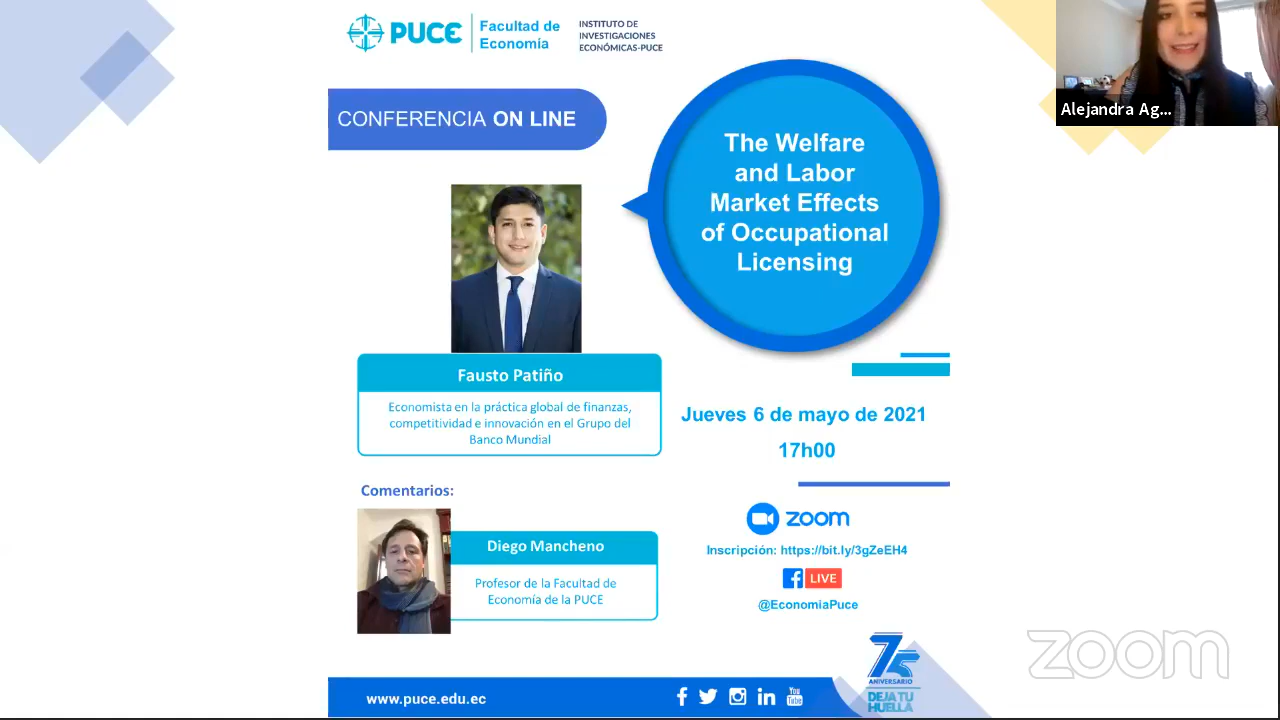 PUCE
Facultad de
Economía
INSTITUTO DE
INVESTIGACIONES
ECONÓMICAS-PUCE
Alejandra Ag...
CONFERENCIA ON LINE
The Welfare
and Labor
Market Effects
of Occupational
Licensing
Fausto Patiño
Economista en la práctica global de finanzas,
competitividad e innovación en el Grupo del
Banco Mundial
Jueves 6 de mayo de 2021
17h00
Comentarios:
Diego Mancheno
Profesor de la Facultad de
Economía de la PUCE
zoom
Inscripción: https://bit.ly/3gZeEH4
f LIVE
@EconomiaPuce
zoom
75
ANIVERSARIO
DEJA TU
HUELLA
www.puce.edu.ec
You
Tube